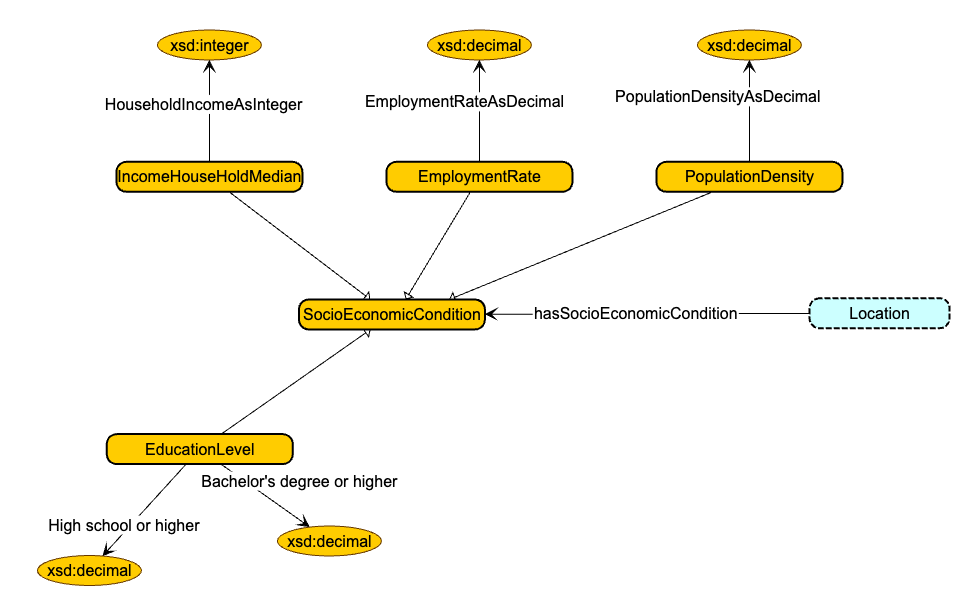 xsd:integer
xsd:decimal
xsd:decimal
HouseholdIncomeAsInteger
EmploymentRateAsDecimal
PopulationDensityAsDecimal
IncomeHouseHoldMedian
EmploymentRate
PopulationDensity
SocioEconomicCondition
hasSocioEconomicCondition
Location
EducationLevel
Bachelor's degree or higher
High school or higher
xsd:decimal
xsd:decimal